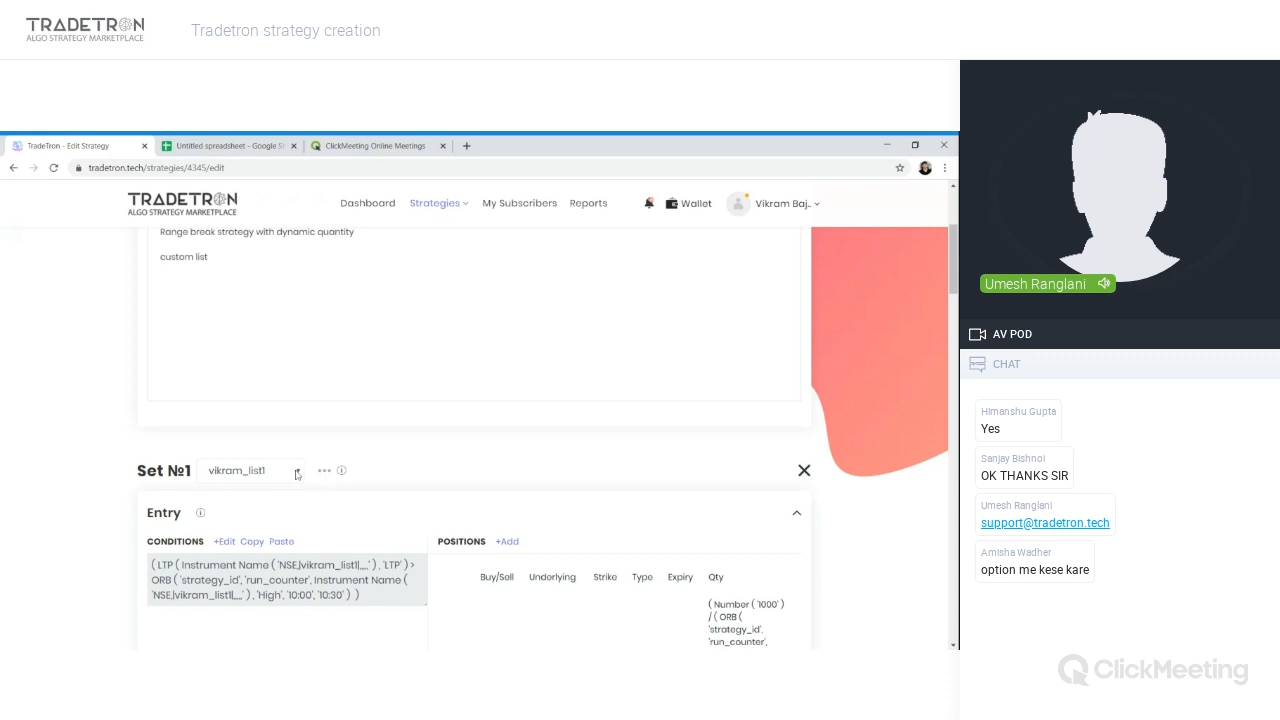 TRADETRON
ALGO STRATEGY MARKETPLACE
Tradetron strategy creation
TradeTron - Edit Strategy
Untitled spreadsheet - Google S
ClickMeeting Online Meetings
tradetron.tech/strategies/4345/edit
TRADETRON
ALGO STRATEGY MARKETPLACE
Dashboard
Strategies
My Subscribers
Reports
Wallet
Vikram Baj..
Range break strategy with dynamic quantity
custom list
Set №1
vikram_list1
Entry
CONDITIONS +Edit Copy Paste
( LTP ( Instrument Name ( 'NSE,|vikram_list1|,,,,,' ) , 'LTP' ) >
ORB ( 'strategy_id', 'run_counter', Instrument Name (
'NSE,|vikram_list1|,,,,,' ) , 'High', '10:00', '10:30' ) )
POSITIONS +Add
Buy/Sell Underlying Strike Type Expiry Qty
( Number ( '1000' )
/ ( ORB (
'strategy_id',
'run_counter',
Umesh Ranglani
AV POD
CHAT
Himanshu Gupta
Yes
Sanjay Bishnoi
OK THANKS SIR
Umesh Ranglani
support@tradetron.tech
Amisha Wadher
option me kese kare
ClickMeeting